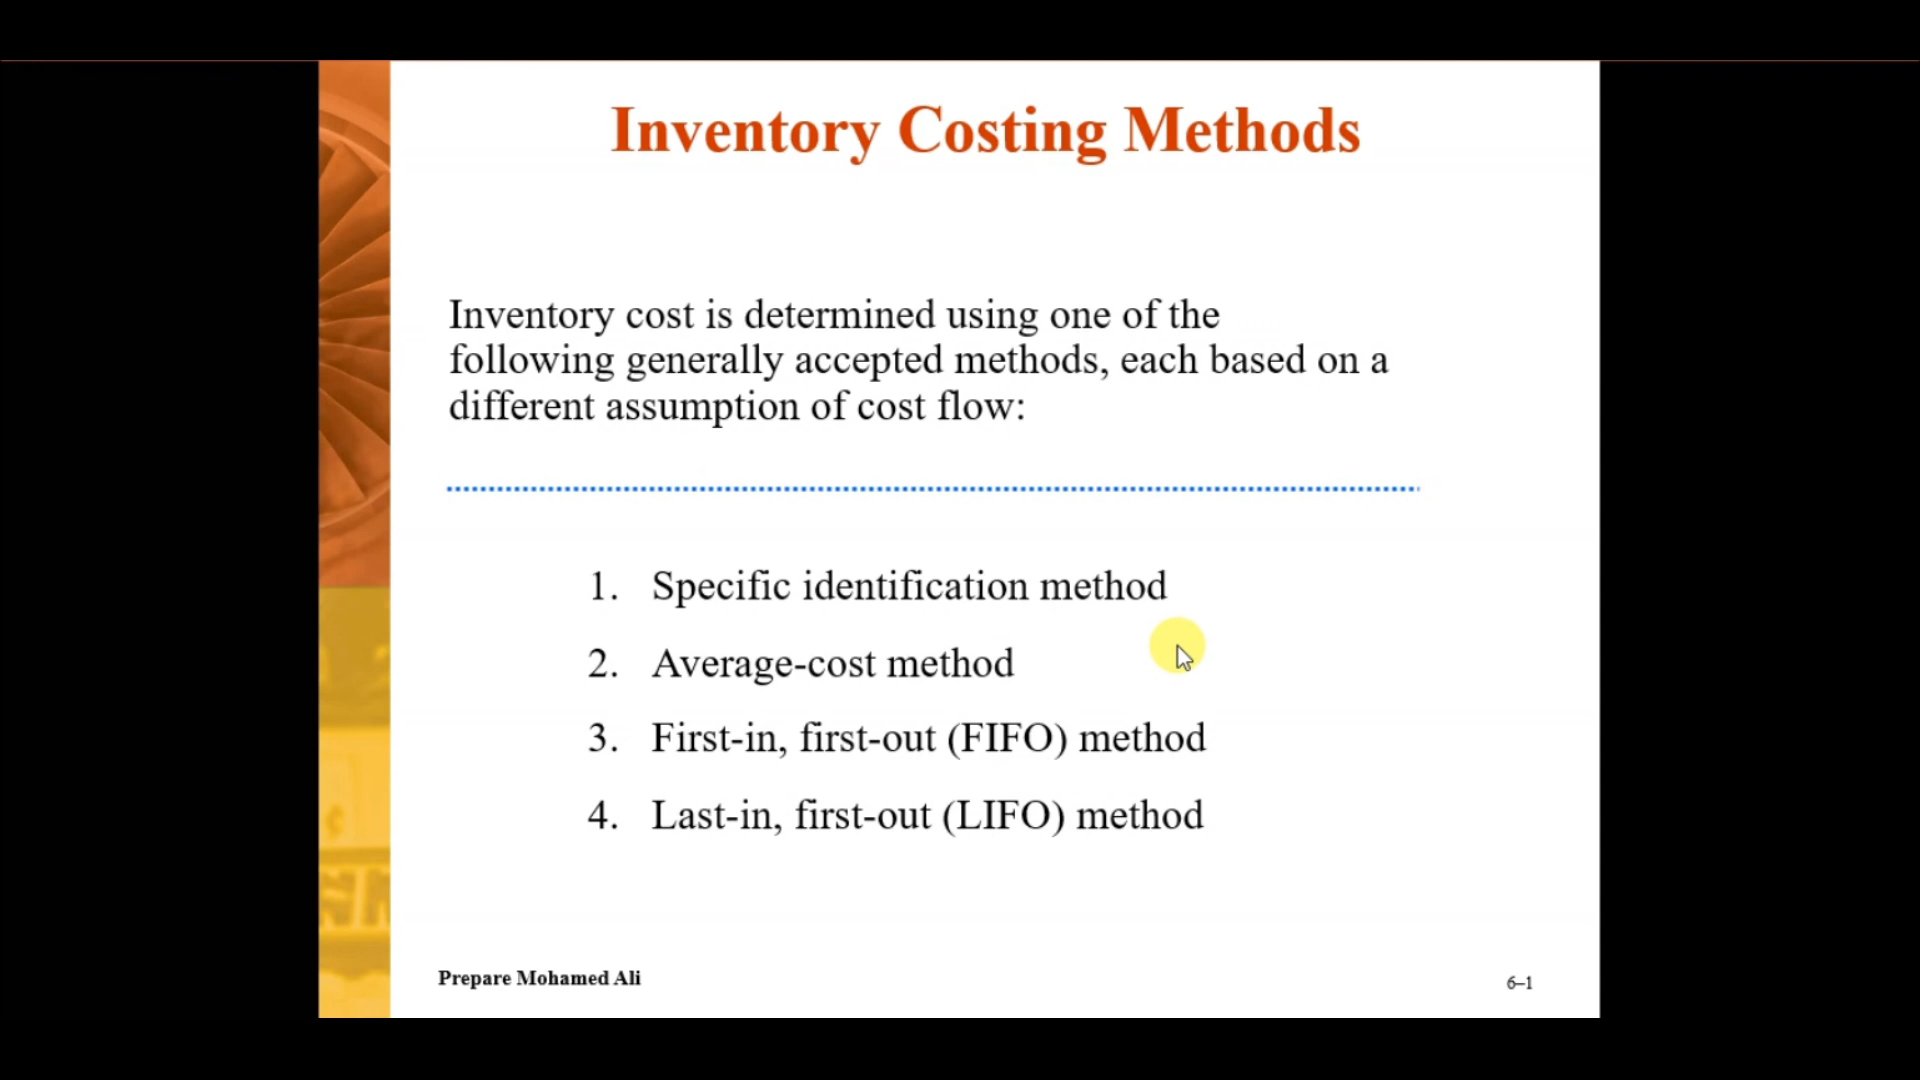 Inventory Costing Methods
Inventory cost is determined using one of the
following generally accepted methods, each based on a
different assumption of cost flow:
1. Specific identification method
2. Average-cost method
3. First-in, first-out (FIFO) method
4. Last-in, first-out (LIFO) method
Prepare Mohamed Ali
6–1